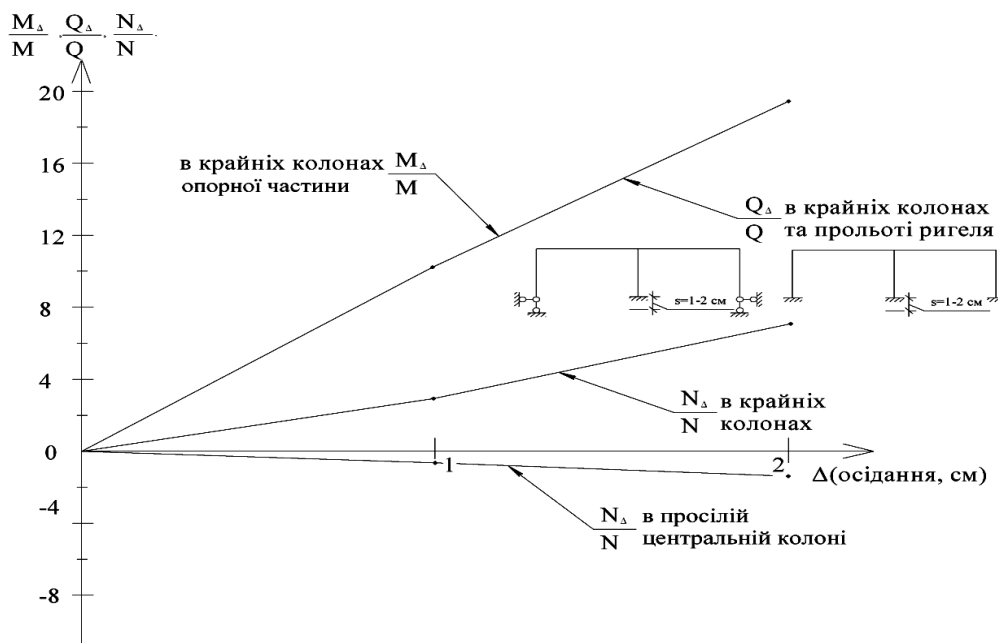 M_Δ/M · Q_Δ/Q · N_Δ/N
20
16
12
8
4
0
-4
-8
в крайніх колонах M_Δ/M
опорної частини
Q_Δ/Q в крайніх колонах
та прольоті ригеля
s=1-2 см
s=1-2 см
N_Δ/N в крайніх
колонах
1
2
Δ(осідання, см)
N_Δ/N в просілій
центральній колоні